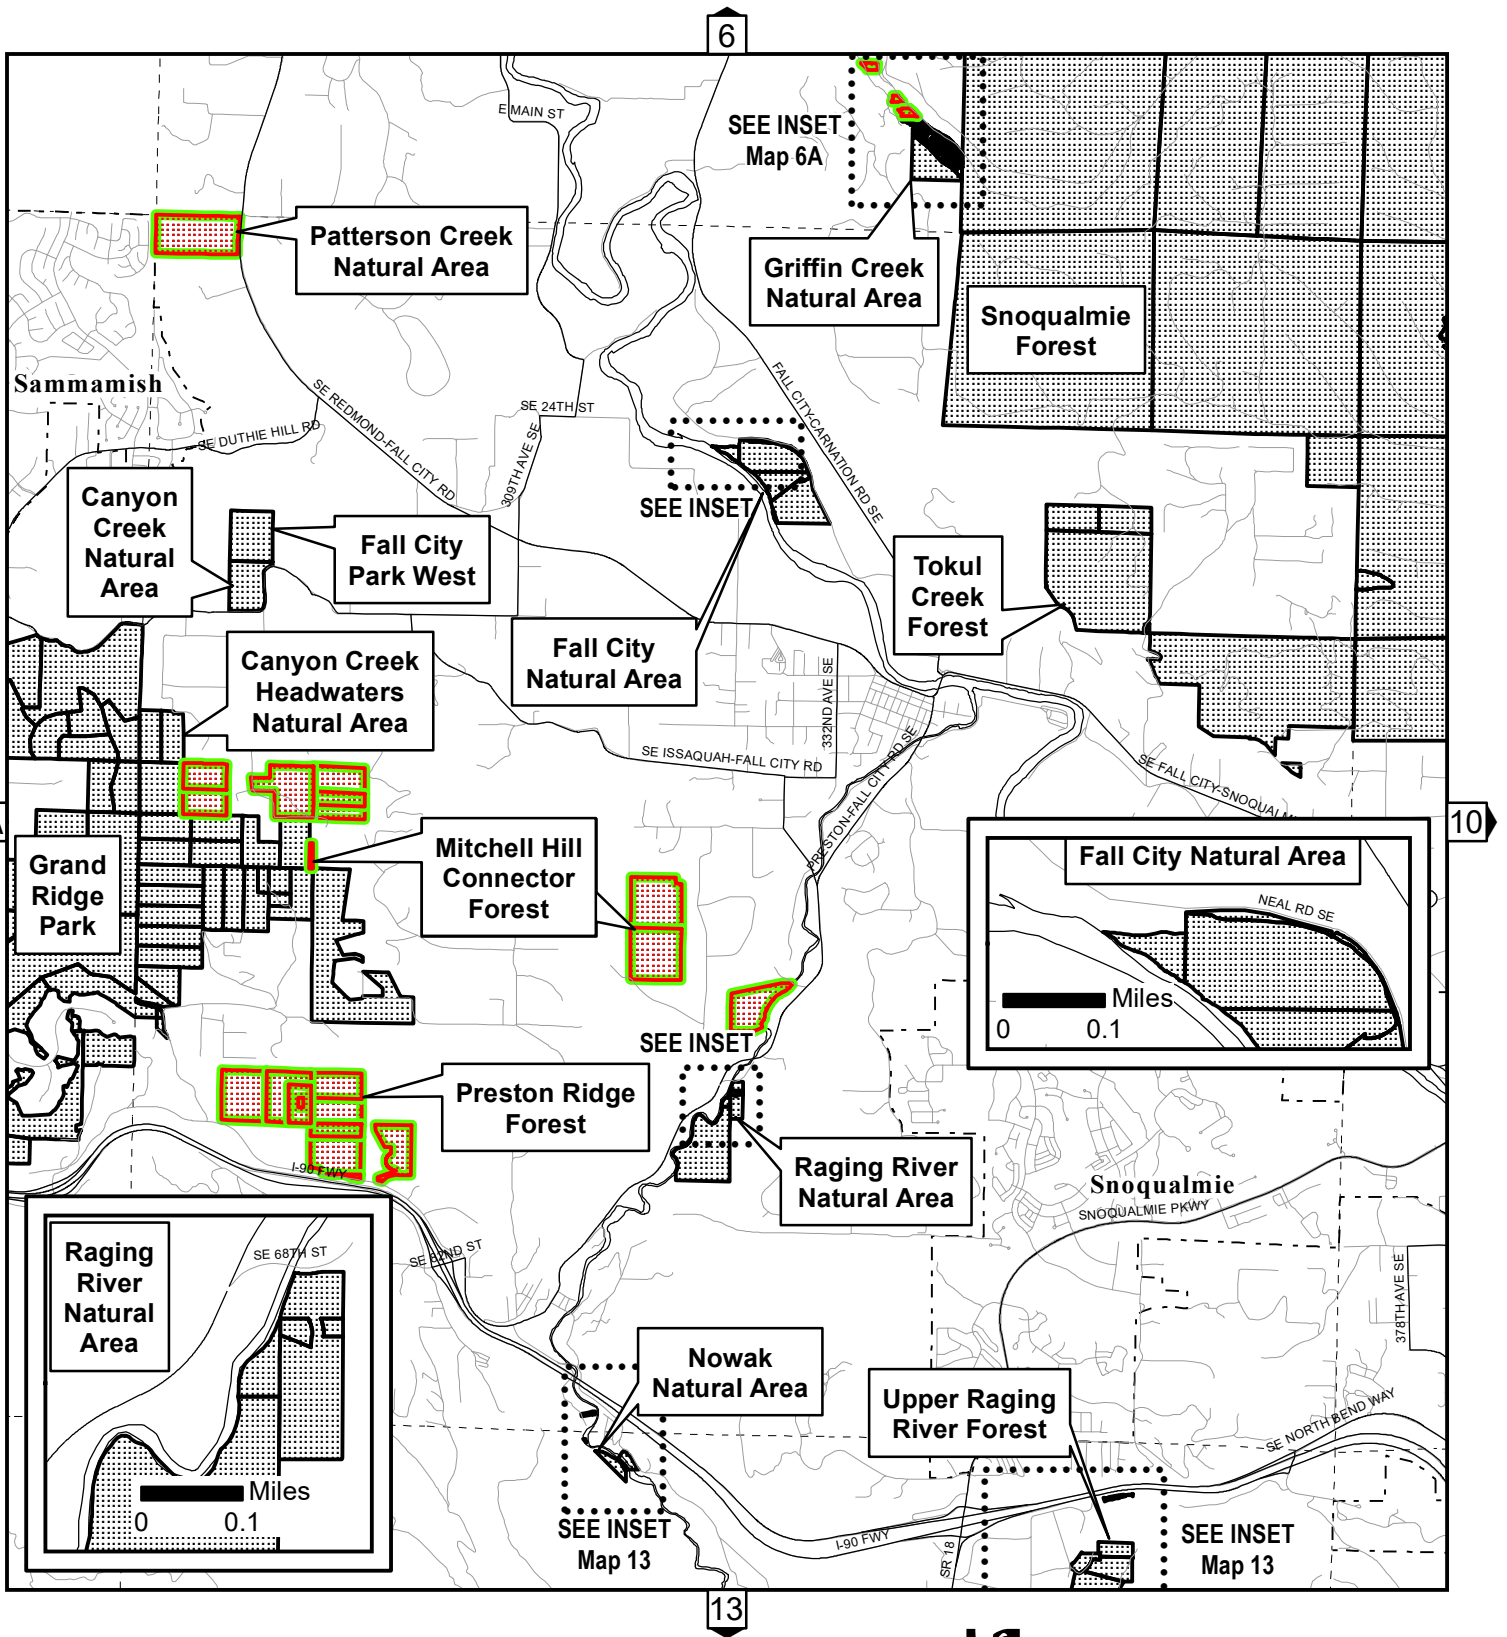 6
E MAIN ST
SEE INSET
Map 6A
Patterson Creek
Natural Area
Griffin Creek
Natural Area
Snoqualmie
Forest
Sammamish
SE DUTHIE HILL RD
SE REDMOND-FALL CITY RD
SE 24TH ST
309TH AVE SE
FALL CITY-CARNATION RD SE
SEE INSET
Canyon
Creek
Natural
Area
Fall City
Park West
Tokul
Creek
Forest
Fall City
Natural Area
Canyon Creek
Headwaters
Natural Area
332ND AVE SE
SE ISSAQUAH-FALL CITY RD
PRESTON-FALL CITY RD SE
SE FALL CITY-SNOQUALMI
10
Grand
Ridge
Park
Mitchell Hill
Connector
Forest
Fall City Natural Area
NEAL RD SE
Miles
0 0.1
SEE INSET
Preston Ridge
Forest
Raging River
Natural Area
Snoqualmie
SNOQUALMIE PKWY
I-90 FWY
SE 82ND ST
378TH AVE SE
Raging
River
Natural
Area
SE 68TH ST
Miles
0 0.1
Nowak
Natural Area
Upper Raging
River Forest
SE NORTH BEND WAY
SEE INSET
Map 13
I-90 FWY
SR 18
SEE INSET
Map 13
13